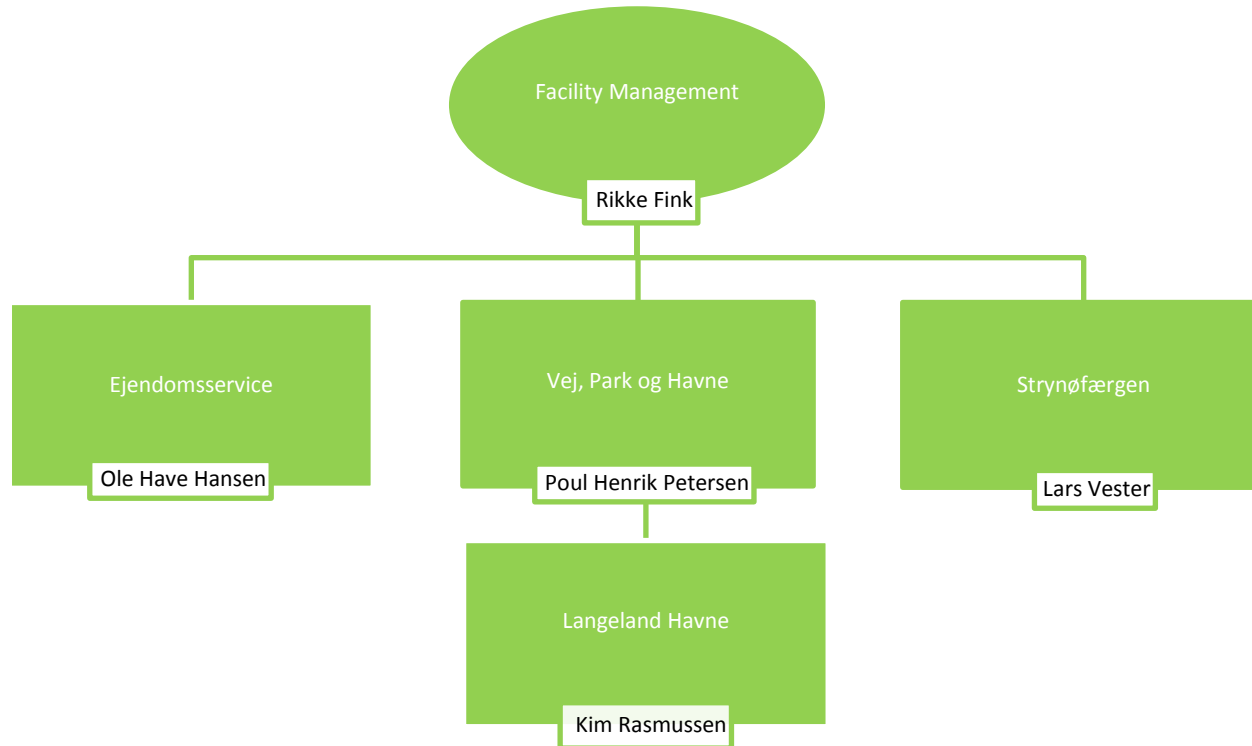 Facility Management
Rikke Fink
Ejendomsservice
Ole Have Hansen
Vej, Park og Havne
Poul Henrik Petersen
Strynøfærgen
Lars Vester
Langeland Havne
Kim Rasmussen